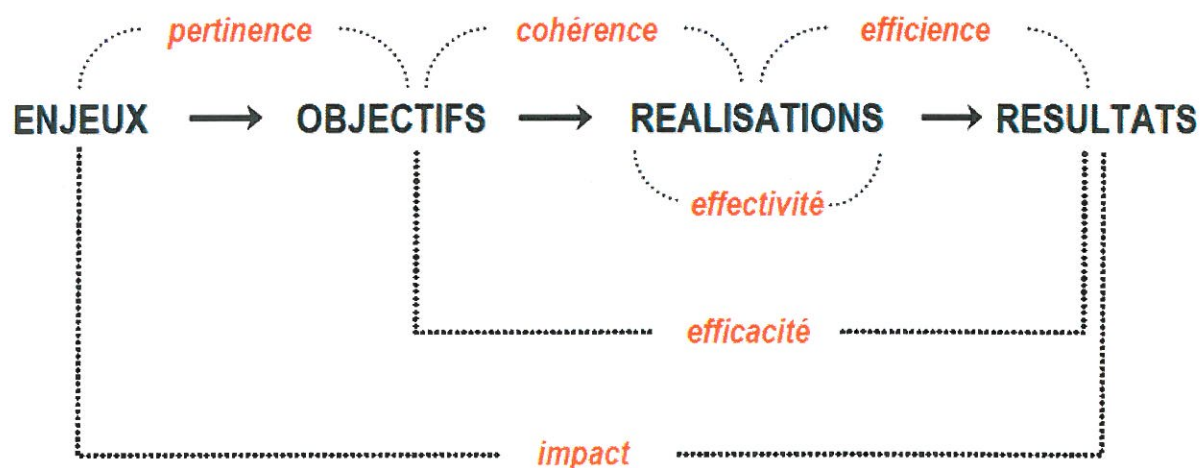 pertinence cohérence efficience
ENJEUX OBJECTIFS REALISATIONS RESULTATS
effectivité
efficacité
impact